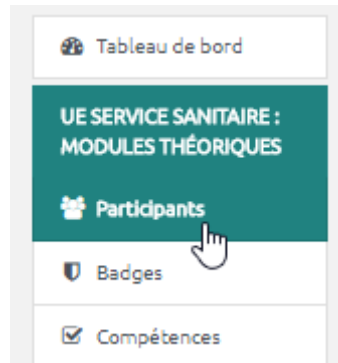 Tableau de bord
UE SERVICE SANITAIRE :
MODULES THÉORIQUES
Participants
Badges
Compétences